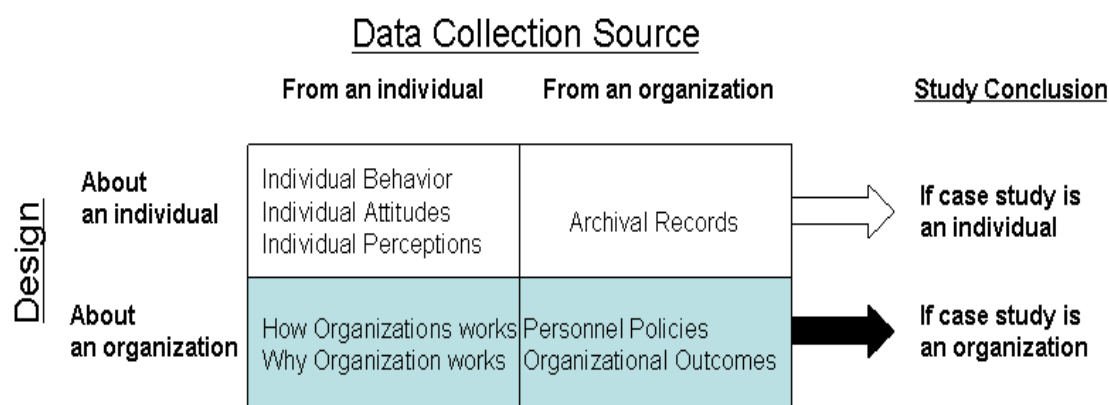 Data Collection Source
From an individual
From an organization
Study Conclusion
Design
About
an individual
Individual Behavior
Individual Attitudes
Individual Perceptions
Archival Records
If case study is
an individual
About
an organization
How Organizations works
Why Organization works
Personnel Policies
Organizational Outcomes
If case study is
an organization